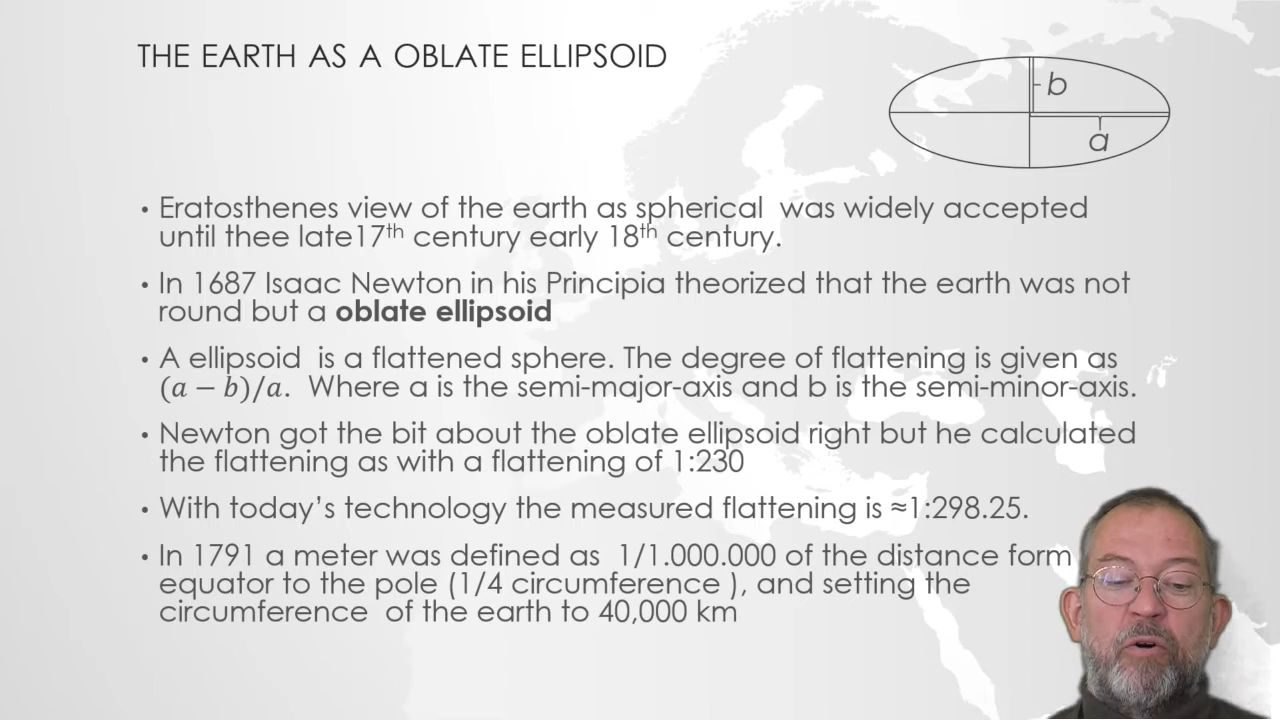 THE EARTH AS A OBLATE ELLIPSOID
b
a
• Eratosthenes view of the earth as spherical  was widely accepted
until thee late17th century early 18th century.
• In 1687 Isaac Newton in his Principia theorized that the earth was not
round but a oblate ellipsoid
• A ellipsoid  is a flattened sphere. The degree of flattening is given as
(a − b)/a.  Where a is the semi-major-axis and b is the semi-minor-axis.
• Newton got the bit about the oblate ellipsoid right but he calculated
the flattening as with a flattening of 1:230
• With today's technology the measured flattening is ≈1:298.25.
• In 1791 a meter was defined as  1/1.000.000 of the distance form
equator to the pole (1/4 circumference ), and setting the
circumference  of the earth to 40,000 km